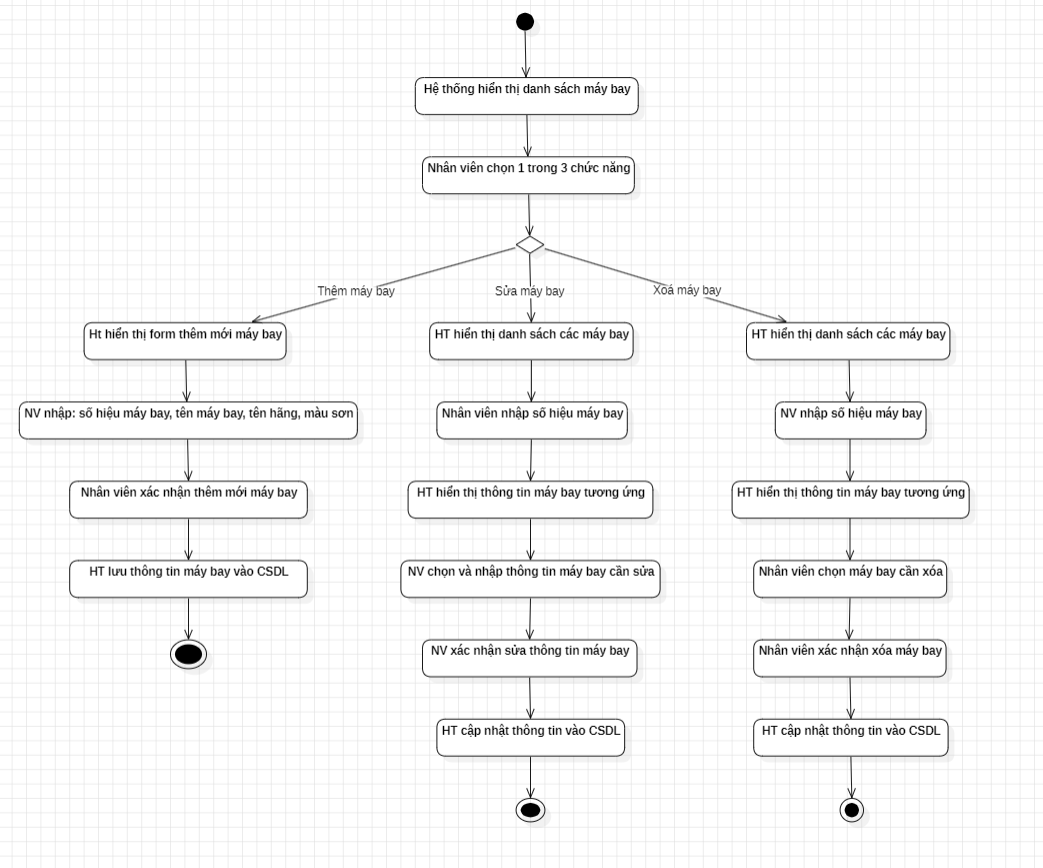 Hệ thống hiển thị danh sách máy bay
Nhân viên chọn 1 trong 3 chức năng
Thêm máy bay
Sửa máy bay
Xoá máy bay
Ht hiển thị form thêm mới máy bay
HT hiển thị danh sách các máy bay
HT hiển thị danh sách các máy bay
NV nhập: số hiệu máy bay, tên máy bay, tên hãng, màu sơn
Nhân viên nhập số hiệu máy bay
NV nhập số hiệu máy bay
Nhân viên xác nhận thêm mới máy bay
HT hiển thị thông tin máy bay tương ứng
HT hiển thị thông tin máy bay tương ứng
HT lưu thông tin máy bay vào CSDL
NV chọn và nhập thông tin máy bay cần sửa
Nhân viên chọn máy bay cần xóa
NV xác nhận sửa thông tin máy bay
Nhân viên xác nhận xóa máy bay
HT cập nhật thông tin vào CSDL
HT cập nhật thông tin vào CSDL